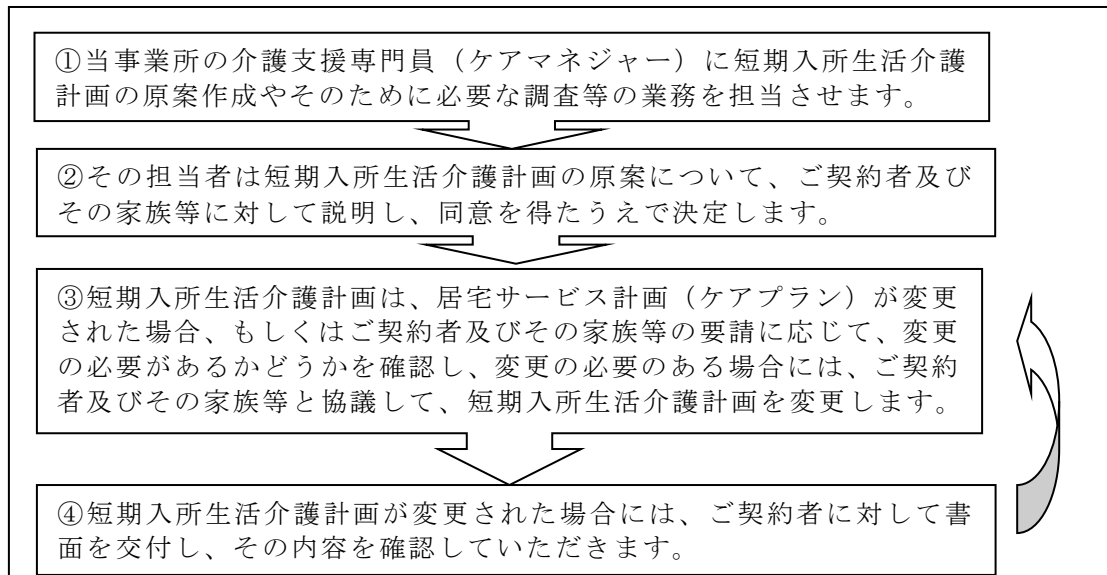 ①当事業所の介護支援専門員（ケアマネジャー）に短期入所生活介護
計画の原案作成やそのために必要な調査等の業務を担当させます。
②その担当者は短期入所生活介護計画の原案について、ご契約者及び
その家族等に対して説明し、同意を得たうえで決定します。
③短期入所生活介護計画は、居宅サービス計画（ケアプラン）が変更
された場合、もしくはご契約者及びその家族等の要請に応じて、変更
の必要があるかどうかを確認し、変更の必要のある場合には、ご契約
者及びその家族等と協議して、短期入所生活介護計画を変更します。
④短期入所生活介護計画が変更された場合には、ご契約者に対して書
面を交付し、その内容を確認していただきます。